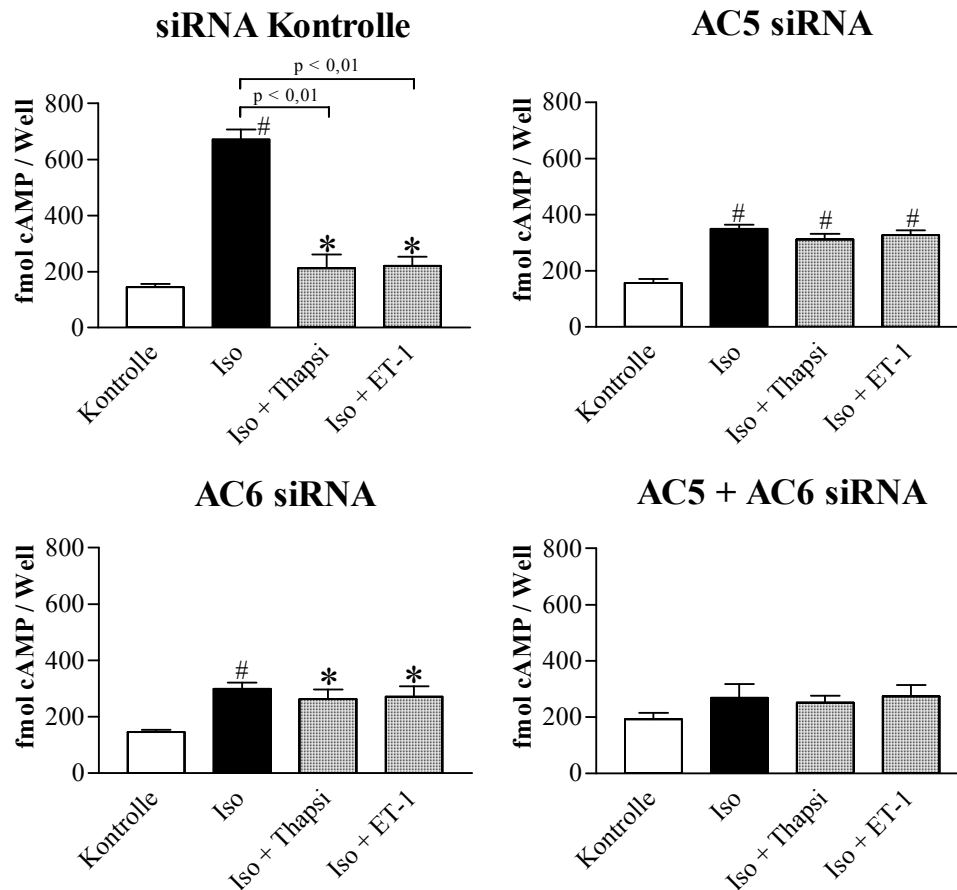 siRNA Kontrolle
p < 0,01
p < 0,01
fmol cAMP / Well
800
600
400
200
0
#
*
*
Kontrolle
Iso
Iso + Thapsi
Iso + ET-1
AC5 siRNA
fmol cAMP / Well
800
600
400
200
0
#
#
#
Kontrolle
Iso
Iso + Thapsi
Iso + ET-1
AC6 siRNA
fmol cAMP / Well
800
600
400
200
0
#
*
*
Kontrolle
Iso
Iso + Thapsi
Iso + ET-1
AC5 + AC6 siRNA
fmol cAMP / Well
800
600
400
200
0
Kontrolle
Iso
Iso + Thapsi
Iso + ET-1